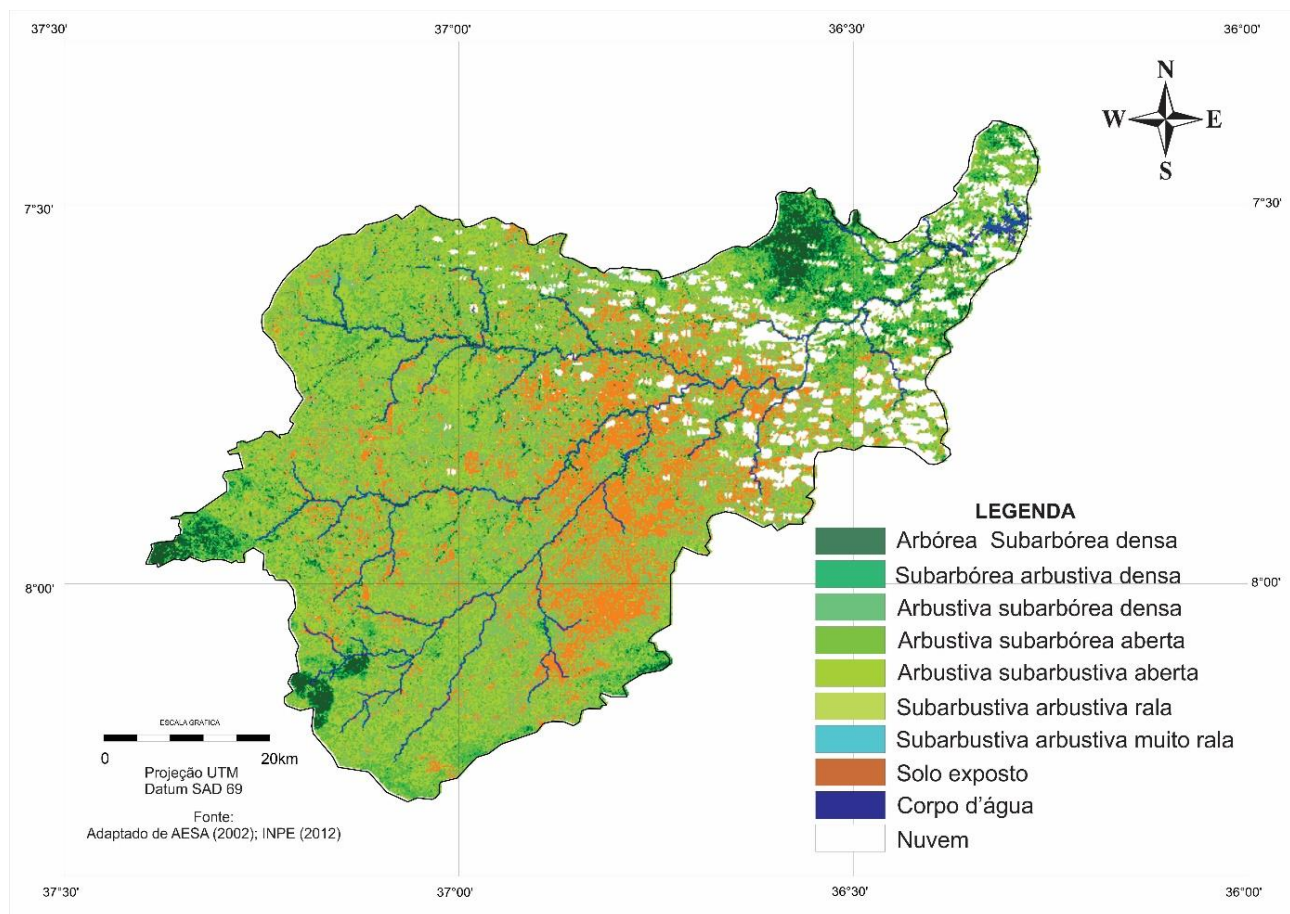 37°30'
37°00'
36°30'
36°00'
N
W
E
S
7°30'
7°30'
LEGENDA
Arbórea Subarbórea densa
Subarbórea arbustiva densa
8°00'
8°00'
Arbustiva subarbórea densa
Arbustiva subarbórea aberta
Arbustiva subarbustiva aberta
Subarbustiva arbustiva rala
Subarbustiva arbustiva muito rala
Solo exposto
Corpo d'água
Nuvem
ESCALA GRAFICA
0
20km
Projeção UTM
Datum SAD 69
Fonte:
Adaptado de AESA (2002); INPE (2012)
37°30'
37°00'
36°30'
36°00'